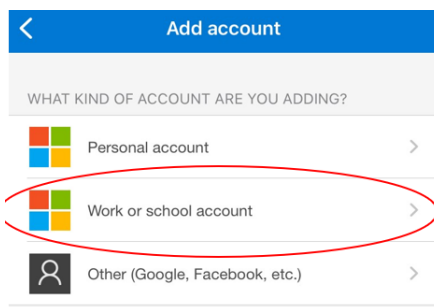 Add account
WHAT KIND OF ACCOUNT ARE YOU ADDING?
Personal account
Work or school account
Other (Google, Facebook, etc.)